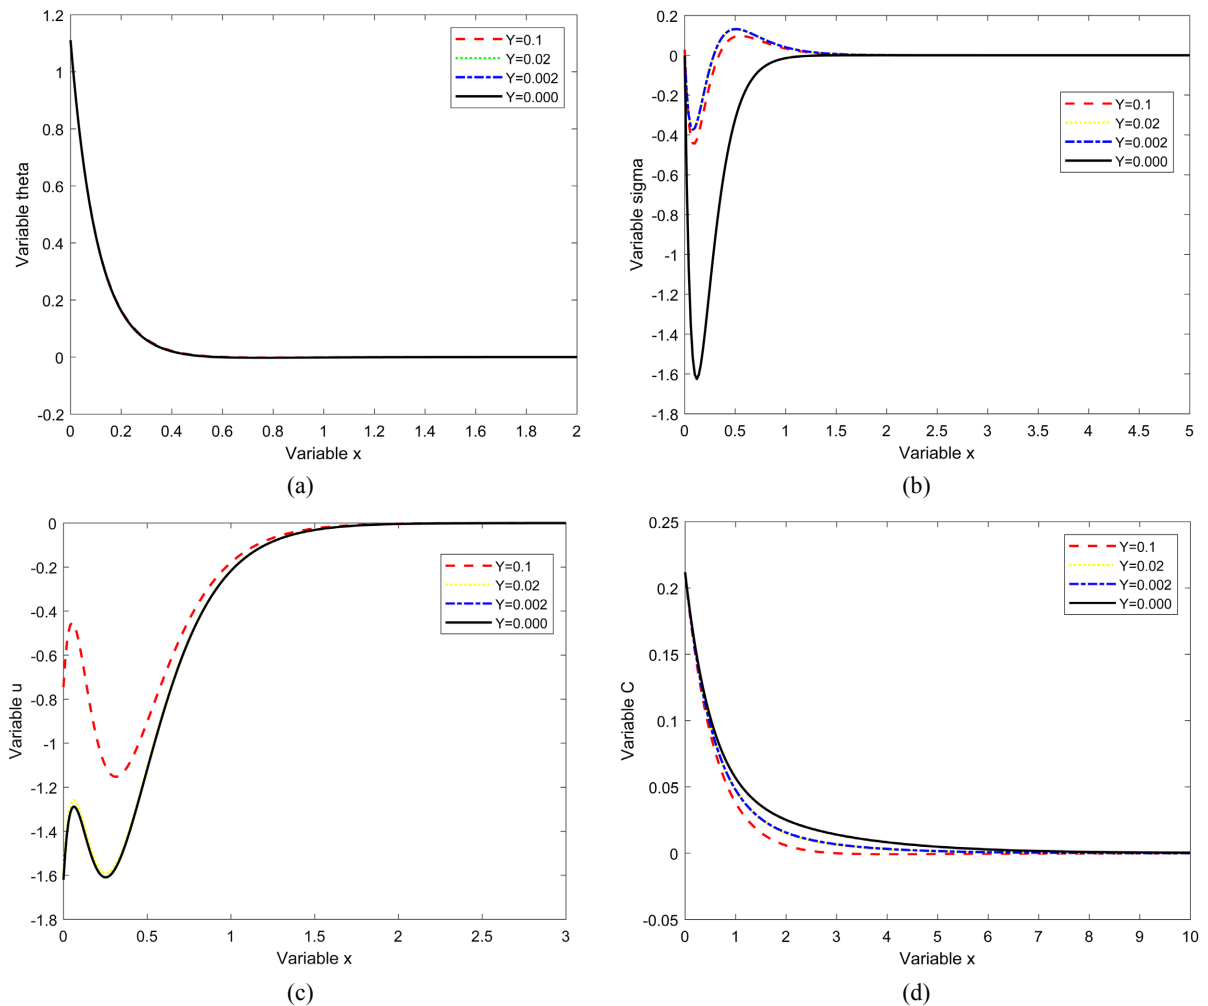 1.2
1
0.8
0.6
0.4
0.2
0
-0.2
Variable theta
Y=0.1
Y=0.02
Y=0.002
Y=0.000
0 0.2 0.4 0.6 0.8 1 1.2 1.4 1.6 1.8 2
Variable x
(a)
0.2
0
-0.2
-0.4
-0.6
-0.8
-1
-1.2
-1.4
-1.6
-1.8
Variable sigma
Y=0.1
Y=0.02
Y=0.002
Y=0.000
0 0.5 1 1.5 2 2.5 3 3.5 4 4.5 5
Variable x
(b)
0
-0.2
-0.4
-0.6
-0.8
-1
-1.2
-1.4
-1.6
-1.8
Variable u
Y=0.1
Y=0.02
Y=0.002
Y=0.000
0 0.5 1 1.5 2 2.5 3
Variable x
(c)
0.25
0.2
0.15
0.1
0.05
0
-0.05
Variable C
Y=0.1
Y=0.02
Y=0.002
Y=0.000
0 1 2 3 4 5 6 7 8 9 10
Variable x
(d)